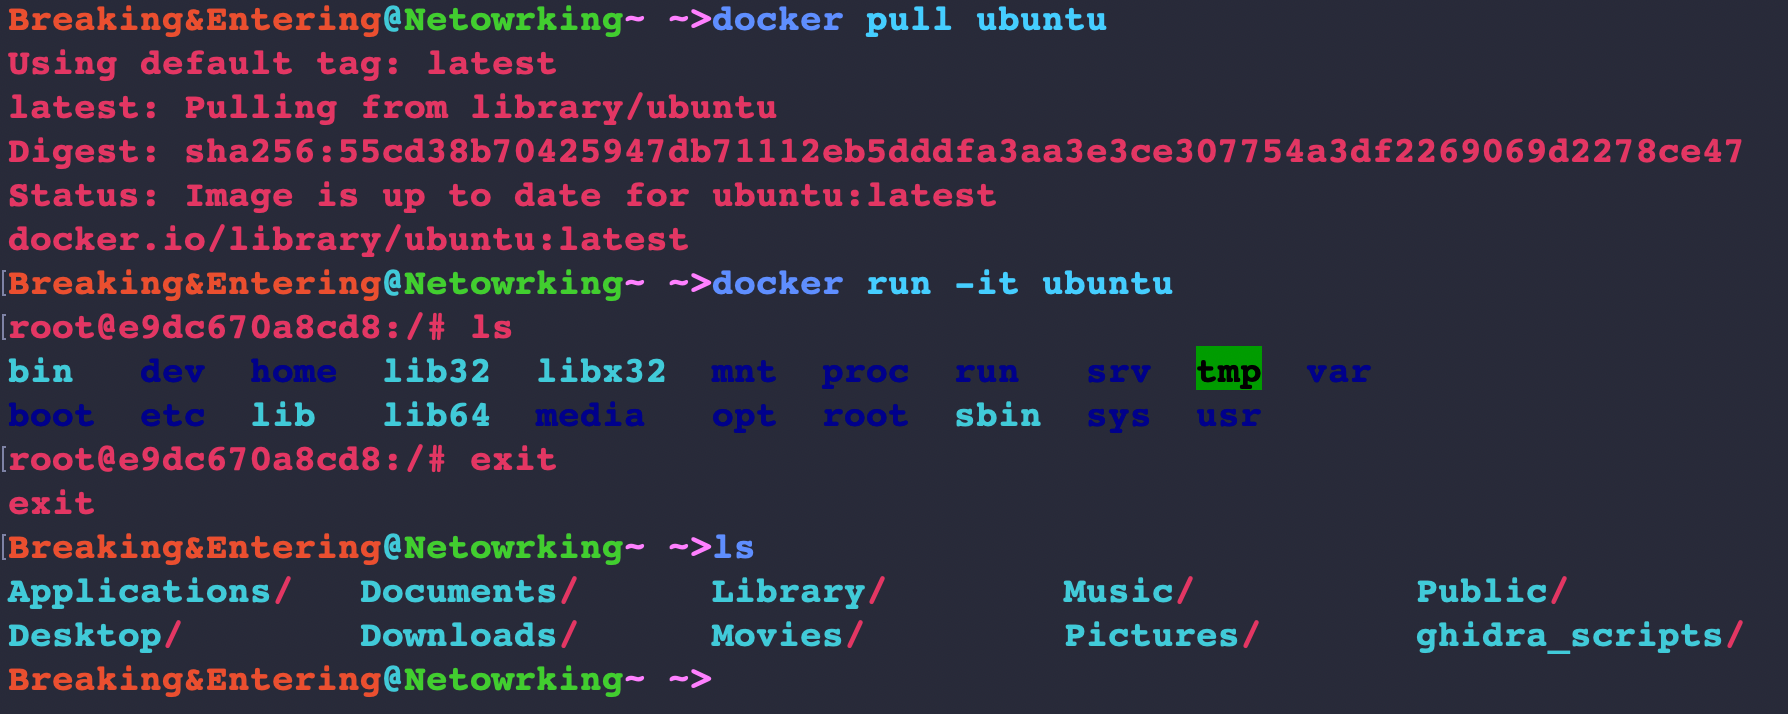 Breaking&Entering@Netowrking~ ~>docker pull ubuntu
Using default tag: latest
latest: Pulling from library/ubuntu
Digest: sha256:55cd38b70425947db71112eb5dddfa3aa3e3ce307754a3df2269069d2278ce47
Status: Image is up to date for ubuntu:latest
docker.io/library/ubuntu:latest
[Breaking&Entering@Netowrking~ ~>docker run -it ubuntu
[root@e9dc670a8cd8:/# ls
bin   dev  home  lib32  libx32  mnt  proc  run   srv  tmp  var
boot  etc  lib   lib64  media   opt  root  sbin  sys  usr
[root@e9dc670a8cd8:/# exit
exit
[Breaking&Entering@Netowrking~ ~>ls
Applications/   Documents/      Library/        Music/          Public/
Desktop/        Downloads/      Movies/         Pictures/       ghidra_scripts/
Breaking&Entering@Netowrking~ ~>